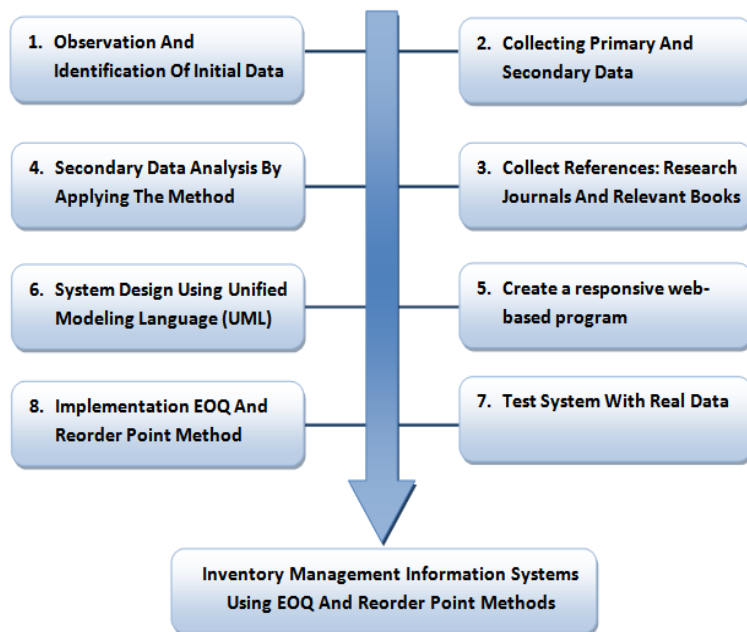 1. Observation And
Identification Of Initial Data
2. Collecting Primary And
Secondary Data
4. Secondary Data Analysis By
Applying The Method
3. Collect References: Research
Journals And Relevant Books
6. System Design Using Unified
Modeling Language (UML)
5. Create a responsive web-
based program
8. Implementation EOQ And
Reorder Point Method
7. Test System With Real Data
Inventory Management Information Systems
Using EOQ And Reorder Point Methods